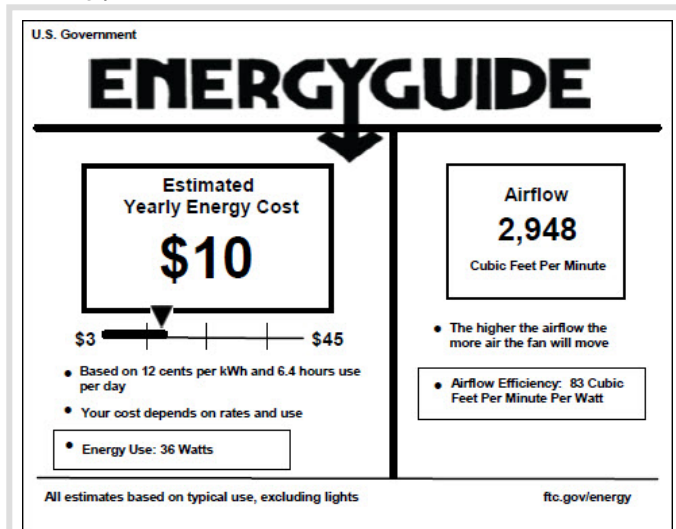 U.S. Government
ENERGYGUIDE
Estimated
Yearly Energy Cost
$10
$3
$45
• Based on 12 cents per kWh and 6.4 hours use
per day
• Your cost depends on rates and use
• Energy Use: 36 Watts
Airflow
2,948
Cubic Feet Per Minute
• The higher the airflow the
more air the fan will move
• Airflow Efficiency: 83 Cubic
Feet Per Minute Per Watt
All estimates based on typical use, excluding lights
ftc.gov/energy